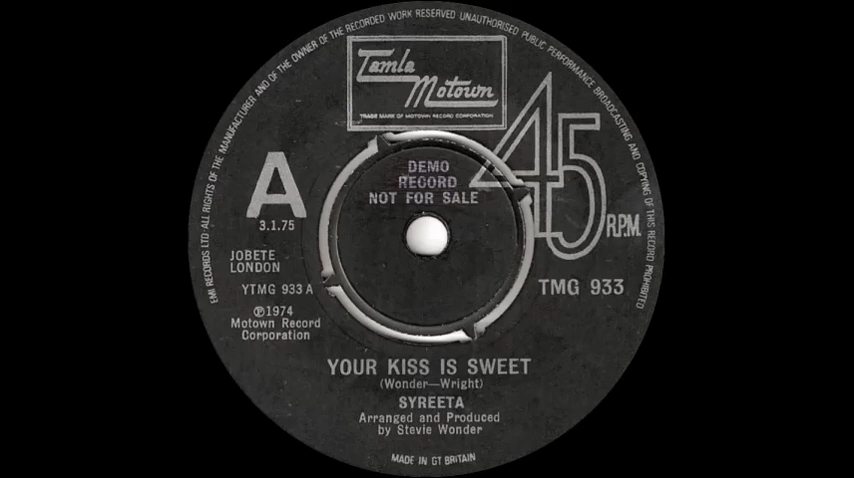 EMI RECORDS LTD·ALL RIGHTS OF THE MANUFACTURER AND OF THE OWNER OF THE RECORDED WORK RESERVED UNAUTHORISED PUBLIC PERFORMANCE BROADCASTING AND COPYING OF THIS RECORD PROHIBITED
Tamla
Motown
TRADE MARK OF MOTOWN RECORD CORPORATION
45
R.P.M.
A
3.1.75
DEMO
RECORD
NOT FOR SALE
JOBETE
LONDON
YTMG 933 A
℗1974
Motown Record
Corporation
TMG 933
YOUR KISS IS SWEET
(Wonder—Wright)
SYREETA
Arranged and Produced
by Stevie Wonder
MADE IN GT BRITAIN